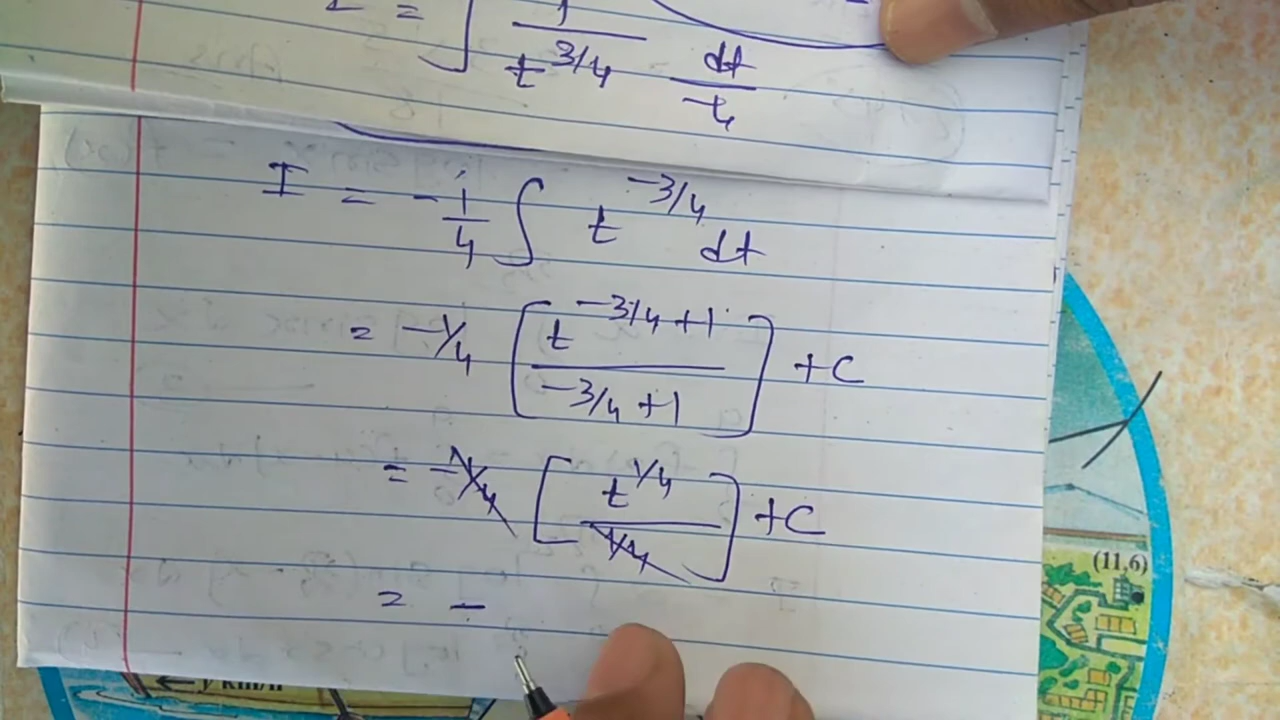 I = ∫ 1/t^3/4 dt/-4
I = -1/4 ∫ t^-3/4 dt
= -1/4 [t^-3/4+1 / -3/4+1] + C
= -1/4 [t^1/4 / 1/4] + C
= -
(11,6)
y km/h